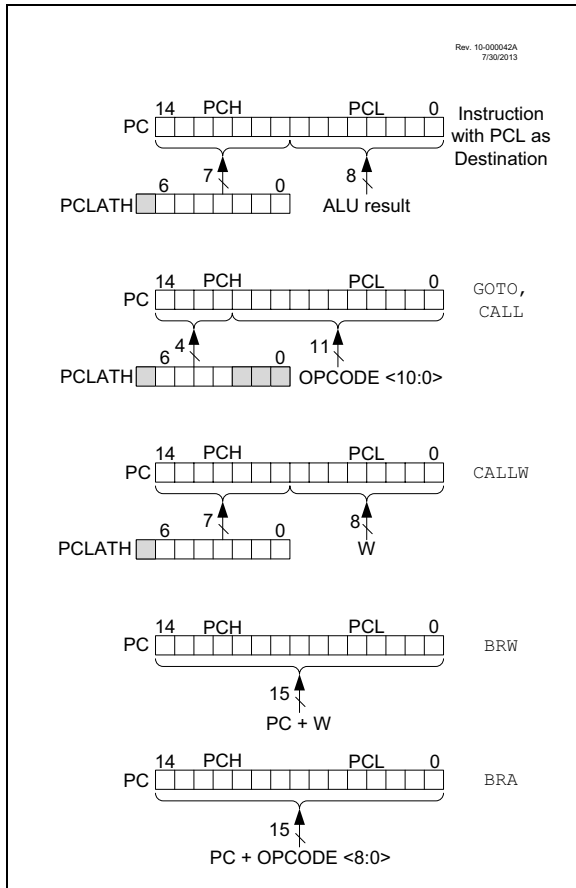 Rev. 10-000042A
7/30/2013
14 PCH PCL 0
PC
Instruction
with PCL as
Destination
7 8
6 0
PCLATH
ALU result
14 PCH PCL 0
PC
GOTO,
CALL
4 11
6 0
PCLATH
OPCODE <10:0>
14 PCH PCL 0
PC
CALLW
7 8
6 0
PCLATH
W
14 PCH PCL 0
PC
BRW
15
PC + W
14 PCH PCL 0
PC
BRA
15
PC + OPCODE <8:0>